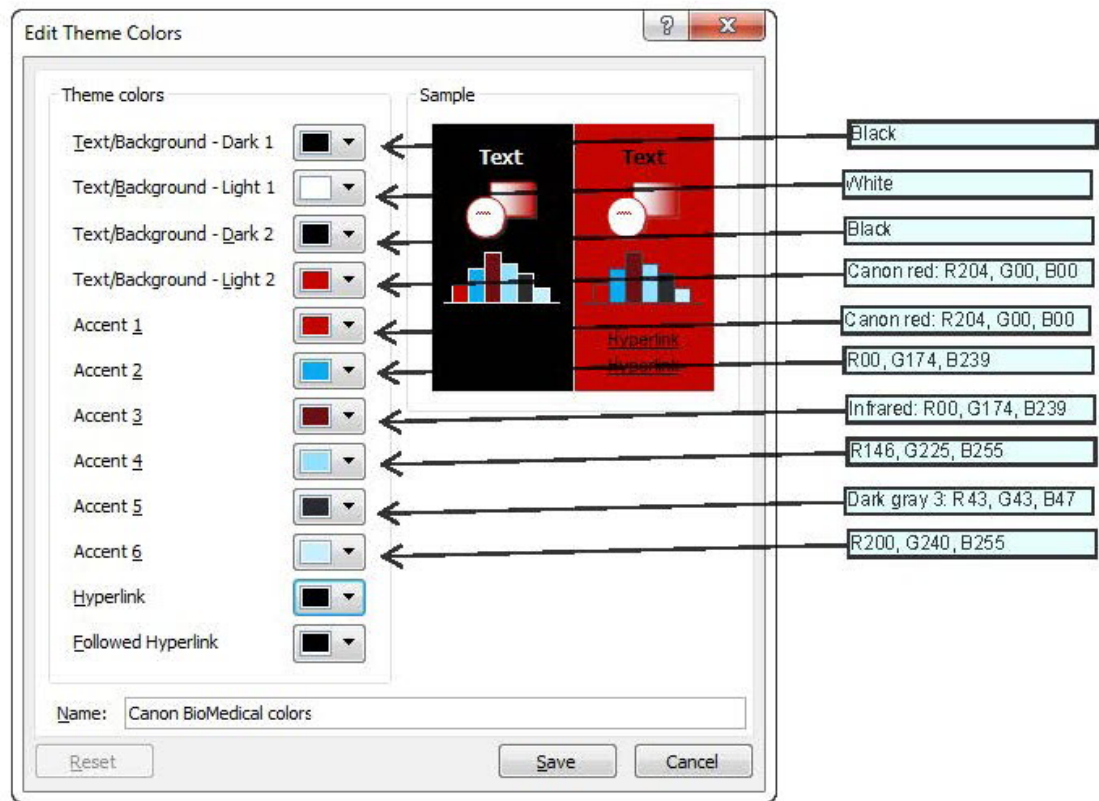 Edit Theme Colors
Theme colors
Sample
Text/Background - Dark 1
Text/Background - Light 1
Text/Background - Dark 2
Text/Background - Light 2
Accent 1
Accent 2
Accent 3
Accent 4
Accent 5
Accent 6
Hyperlink
Followed Hyperlink
Text
Text
Hyperlink
Hyperlink
Black
White
Black
Canon red: R204, G00, B00
Canon red: R204, G00, B00
R00, G174, B239
Infrared: R00, G174, B239
R146, G225, B255
Dark gray 3: R43, G43, B47
R200, G240, B255
Name: Canon BioMedical colors
Reset
Save
Cancel